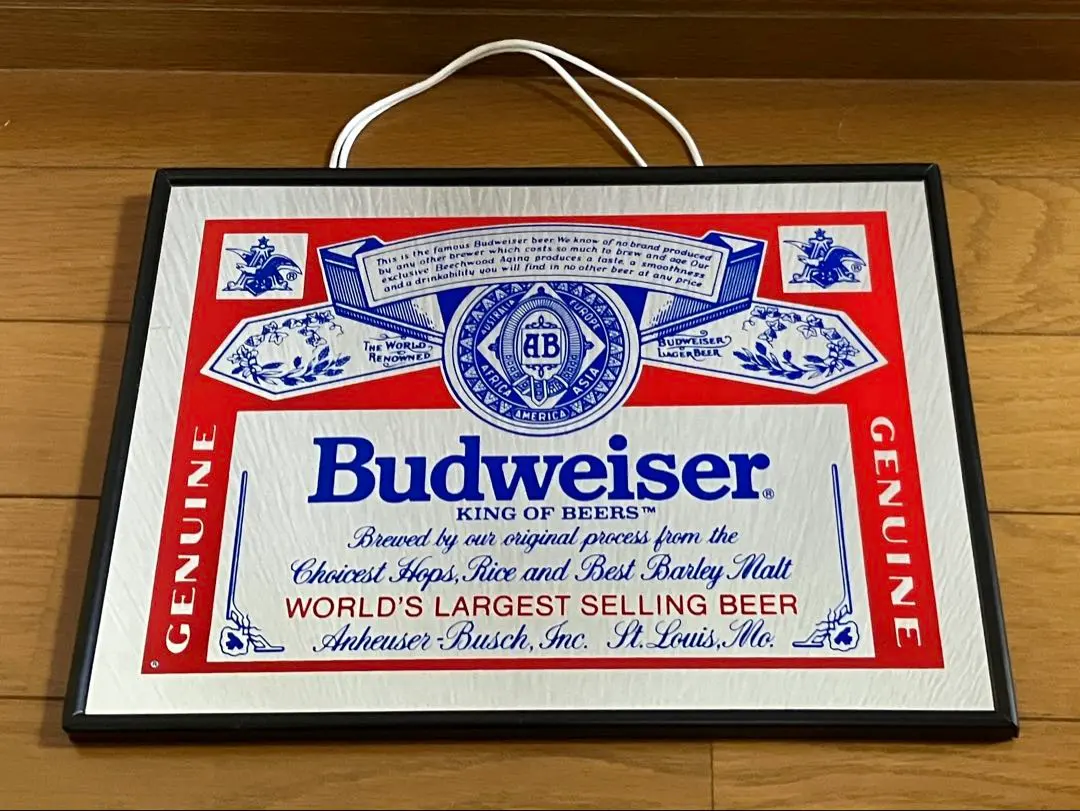 This is the famous Budweiser beer. We know of no brand produced
by any other brewer which costs so much to brew and age. Our
exclusive Beechwood Aging produces a taste, a smoothness
and a drinkability you will find in no other beer at any price
AUSTRALIA
EUROPE
AFRICA
ASIA
AMERICA
AB
THE WORLD
RENOWNED
BUDWEISER
LAGER BEER
GENUINE
GENUINE
Budweiser®
KING OF BEERS™
Brewed by our original process from the
Choicest Hops, Rice and Best Barley Malt
WORLD'S LARGEST SELLING BEER
Anheuser-Busch, Inc. St. Louis, Mo.